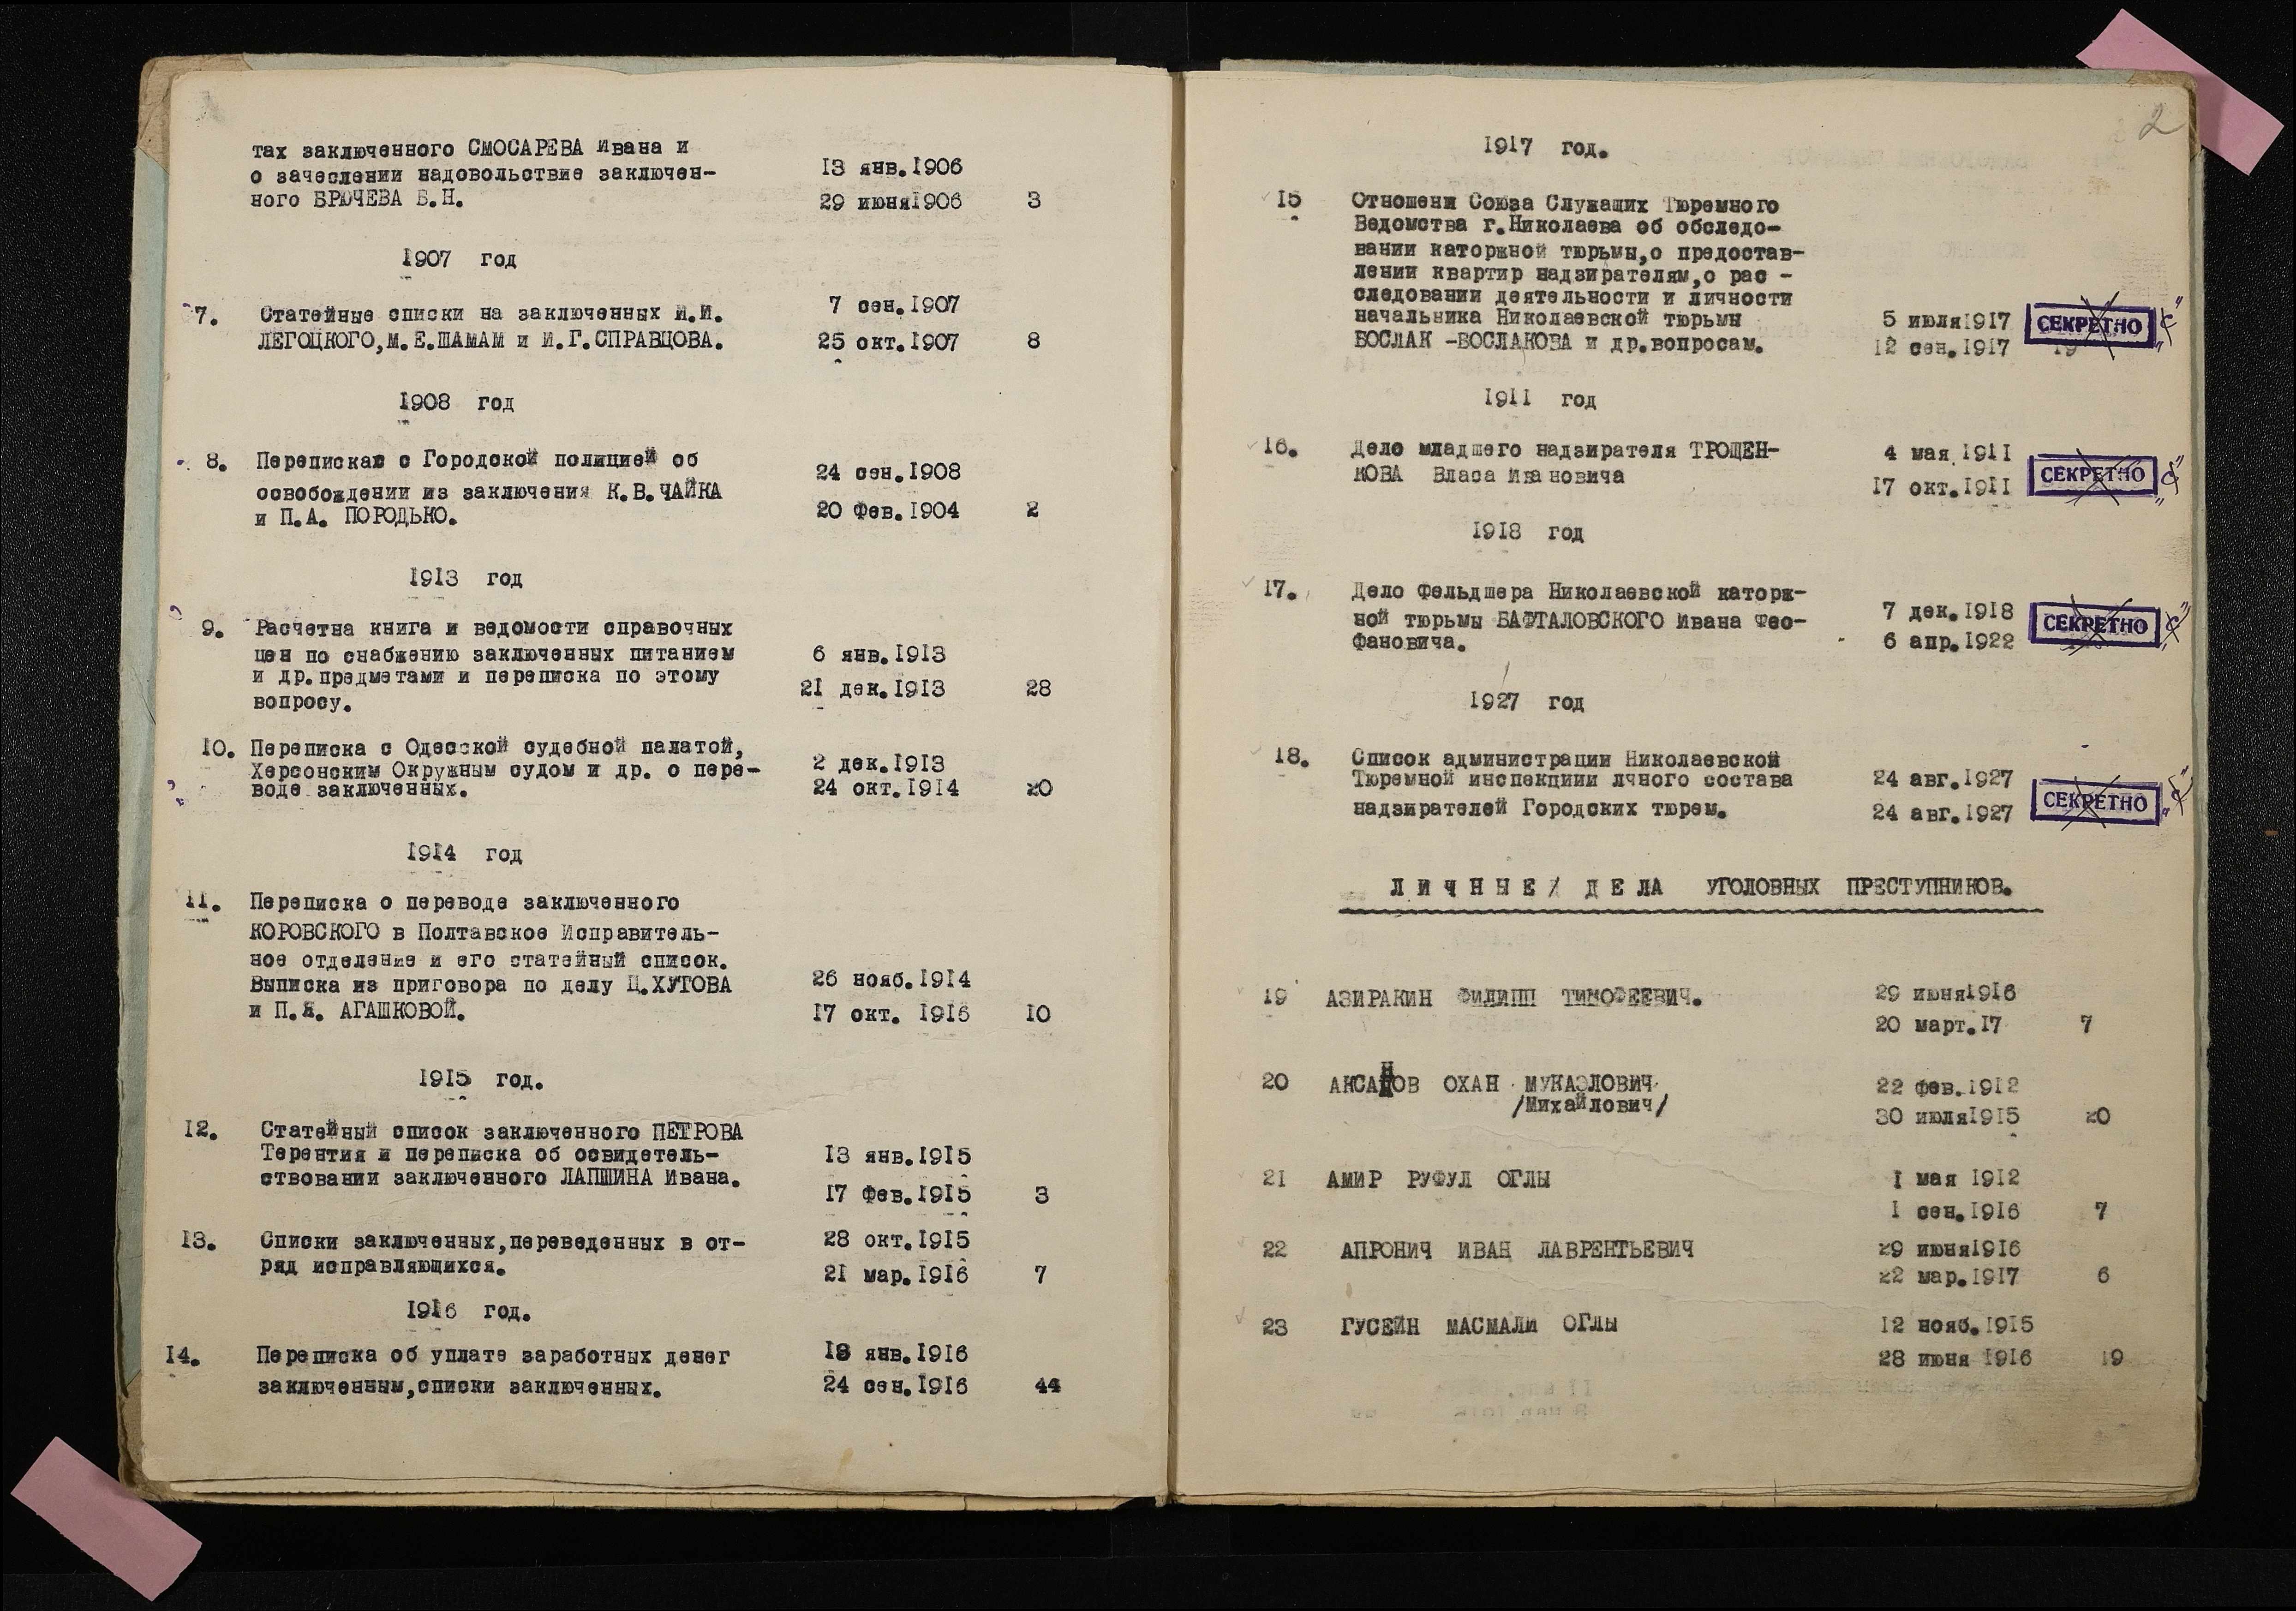 тах заключенного СМОСАРЕВА Ивана и
о зачеслении надовольствие заключен- 13 янв.1906
ного БРЮЧЕВА Б.Н. 29 июня1906 3
1907 год
7. Статейные списки на заключенных И.И. 7 сен.1907
ЛЕГОЦКОГО,М.Е.ШАМАМ и И.Г.СПРАВЦОВА. 25 окт.1907 8
1908 год
8. Перепискас с Городской полицией об
освобождении из заключения К.В.ЧАЙКА 24 сен.1908
и П.А. ПОРОДЬКО. 20 фев.1904 2
1913 год
9. Расчетна книга и ведомости справочных
цен по снабжению заключенных питанием 6 янв.1913
и др.предметами и переписка по этому 21 дек.1913 28
вопросу.
10. Переписка с Одесской судебной палатой,
Херсонским Окружным судом и др. о пере- 2 дек.1913
воде заключенных. 24 окт.1914 20
1914 год
11. Переписка о переводе заключенного
КОРОВСКОГО в Полтавское Исправитель-
ное отделение и его статейный список.
Выписка из приговора по делу Ц.ХУТОВА 26 нояб.1914
и П.Я. АГАШКОВОЙ. 17 окт. 1916 10
1915 год.
12. Статейный список заключенного ПЕТРОВА
Терентия и переписка об освидетель- 13 янв.1915
ствовании заключенного ЛАПШИНА Ивана. 17 фев.1915 3
13. Списки заключенных,переведенных в от- 28 окт.1915
ряд исправляющихся. 21 мар.1916 7
1916 год.
14. Переписка об уплате заработных денег 18 янв.1916
заключенным,списки заключенных. 24 сен.1916 44
2
1917 год.
15 Отношени Союза Служащих Тюремного
Ведомства г.Николаева об обследо-
вании каторжной тюрьмы,о предостав-
лении квартир надзирателям,о рас -
следовании деятельности и личности
начальника Николаевской тюрьмы 5 июля1917 СЕКРЕТНО
БОСЛАК -БОСЛАКОВА и др.вопросам. 12 сен.1917 19
1911 год
16. Дело младшего надзирателя ТРОЩЕН- 4 мая 1911 СЕКРЕТНО
КОВА Власа Ивановича 17 окт.1911
1918 год
17. Дело Фельдшера Николаевской каторж-
ной тюрьмы БАФТАЛОВСКОГО Ивана Фео- 7 дек.1918 СЕКРЕТНО
фановича. 6 апр.1922
1927 год
18. Список администрации Николаевской
Тюремной инспекциии лчного состава 24 авг.1927 СЕКРЕТНО
надзирателей Городских тюрем. 24 авг.1927
ЛИЧНЫЕ ДЕЛА УГОЛОВНЫХ ПРЕСТУПНИКОВ.
19 АЗИРАКИН ФИЛИПП ТИМОФЕЕВИЧ. 29 июня1916
20 март.17 7
20 АКСАНОВ ОХАН МУКАЭЛОВИЧ 22 фев.1912
/Михайлович/ 30 июля1915 20
21 АМИР РУФУЛ ОГЛЫ 1 мая 1912
1 сен.1916 7
22 АПРОНИЧ ИВАН ЛАВРЕНТЬЕВИЧ 29 июня1916
22 мар.1917 6
23 ГУСЕЙН МАСМАЛИ ОГЛЫ 12 нояб.1915
28 июня 1916 19